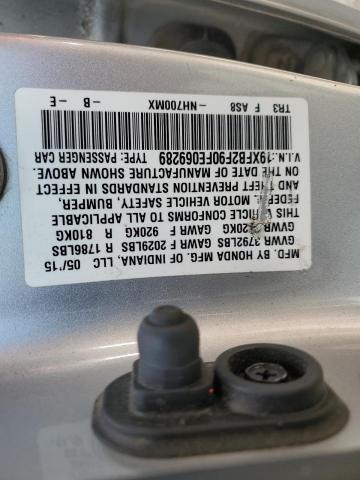 MFD. BY HONDA MFG. OF INDIANA, LLC 05/15
GVWR 3792LBS GAWR F 2029LBS R 1786LBS
GVWR 1720KG GAWR F 920KG R 810KG
THIS VEHICLE CONFORMS TO ALL APPLICABLE
FEDERAL MOTOR VEHICLE SAFETY, BUMPER,
AND THEFT PREVENTION STANDARDS IN EFFECT
ON THE DATE OF MANUFACTURE SHOWN ABOVE.
V.I.N.:19XFB2F90FE069289 TYPE: PASSENGER CAR
TR3 F AS8 -NH700MX -B -E